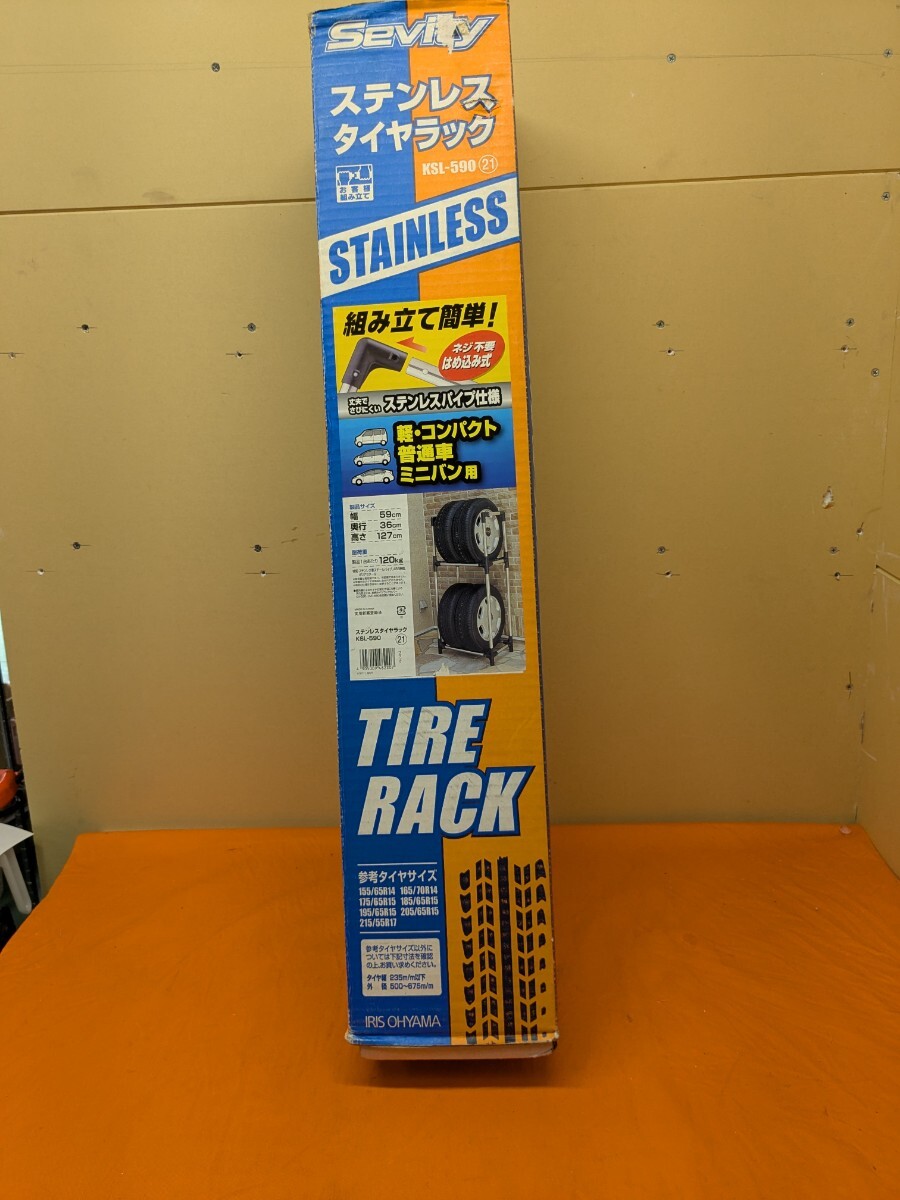 Sevity
ステンレス
タイヤラック
KSL-590 21
お客様
組み立て
STAINLESS
組み立て簡単!
ネジ不要
はめ込み式
丈夫で
さびにくい ステンレスパイプ仕様
軽・コンパクト
普通車
ミニバン用
製品サイズ
幅 59cm
奥行 36cm
高さ 127cm
耐荷重
120kg
ステンレスタイヤラック
KSL-590 21
TIRE
RACK
参考タイヤサイズ
155/65R14 165/70R14
175/65R15 185/65R15
195/65R15 205/65R15
215/55R17
参考タイヤサイズ以外に
ついては下記寸法を確認
の上、お買い求めください。
タイヤ幅 235m/m以下
外径 500~675m/m
IRIS OHYAMA